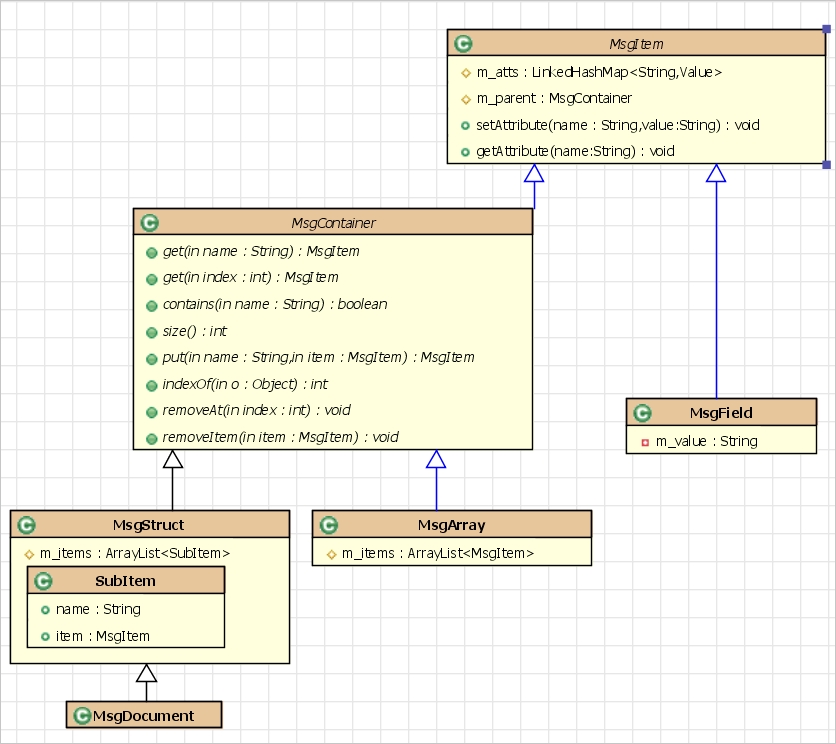 C MsgItem
m_atts : LinkedHashMap<String,Value>
m_parent : MsgContainer
setAttribute(name : String,value:String) : void
getAttribute(name:String) : void
C MsgContainer
get(in name : String) : MsgItem
get(in index : int) : MsgItem
contains(in name : String) : boolean
size() : int
put(in name : String,in item : MsgItem) : MsgItem
indexOf(in o : Object) : int
removeAt(in index : int) : void
removeItem(in item : MsgItem) : void
C MsgField
m_value : String
C MsgStruct
m_items : ArrayList<SubItem>
C SubItem
name : String
item : MsgItem
C MsgArray
m_items : ArrayList<MsgItem>
C MsgDocument